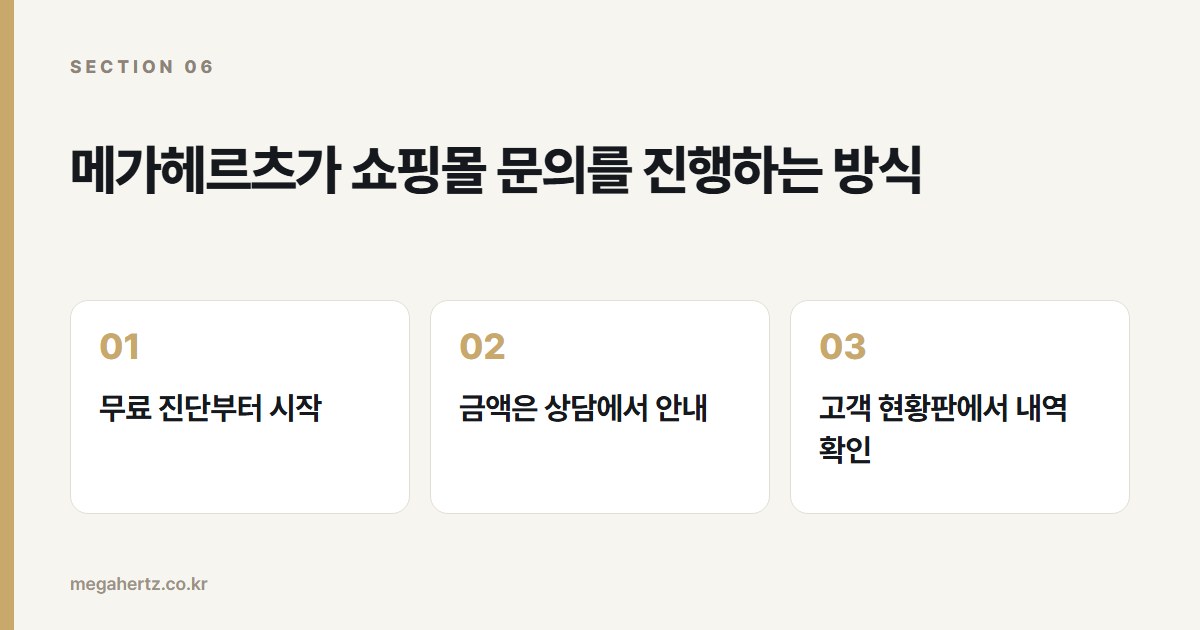 SECTION 06
메가헤르츠가 쇼핑몰 문의를 진행하는 방식
01
무료 진단부터 시작
02
금액은 상담에서 안내
03
고객 현황판에서 내역
확인
megahertz.co.kr